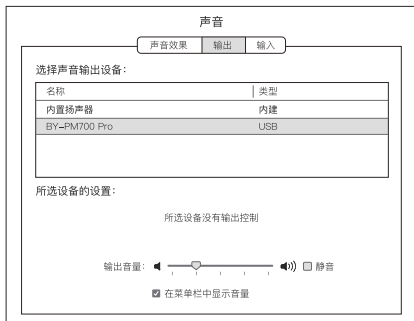 声音
声音效果 输出 输入
选择声音输出设备：
名称 类型
内置扬声器 内建
BY-PM700 Pro USB
所选设备的设置：
所选设备没有输出控制
输出音量： 静音
在菜单栏中显示音量